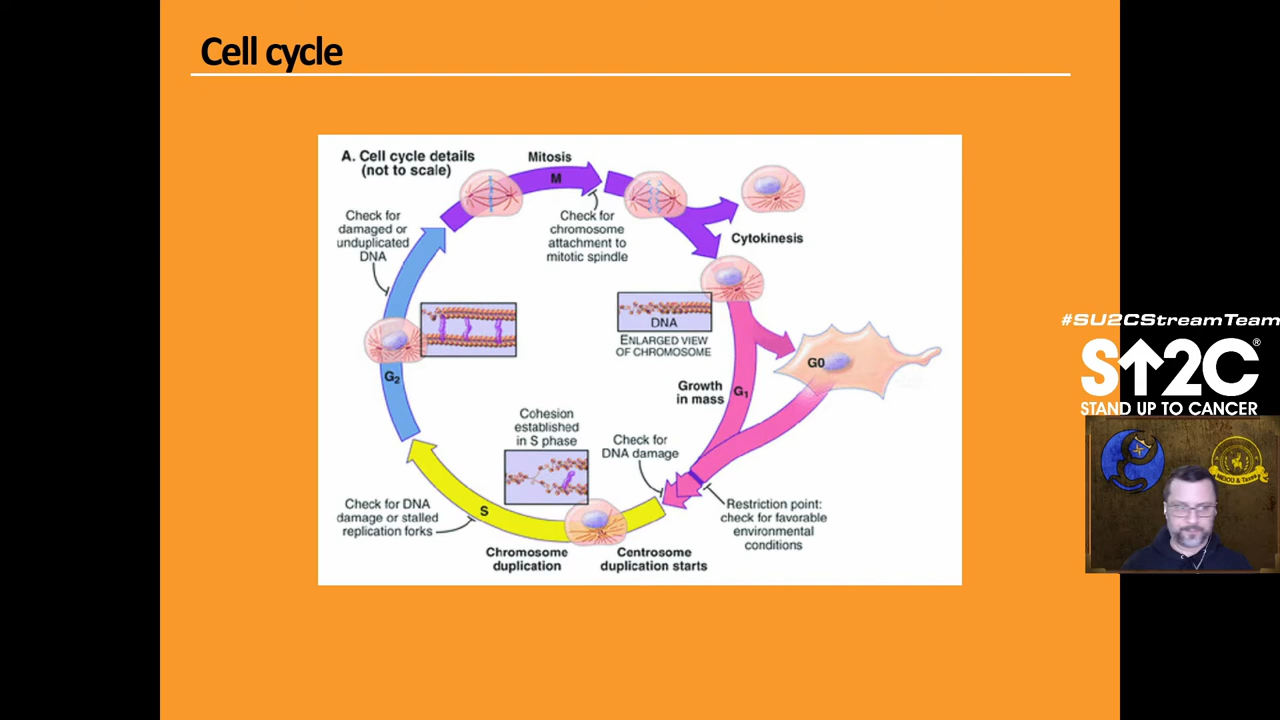 Cell cycle
A. Cell cycle details
(not to scale)
Mitosis
M
Check for
damaged or
unduplicated
DNA
Check for
chromosome
attachment to
mitotic spindle
Cytokinesis
DNA
ENLARGED VIEW
OF CHROMOSOME
G0
G2
Growth
in mass
G1
Cohesion
established
in S phase
Check for
DNA damage
Check for DNA
damage or stalled
replication forks
S
Restriction point:
check for favorable
environmental
conditions
Chromosome
duplication
Centrosome
duplication starts
#SU2CStreamTeam
S↑2C®
STAND UP TO CANCER